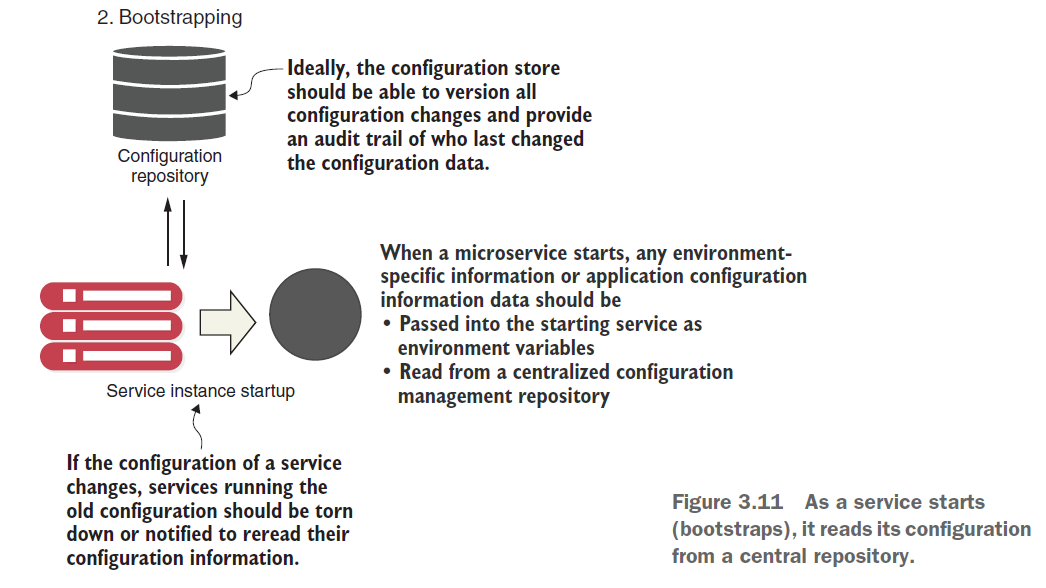 2. Bootstrapping
Ideally, the configuration store
should be able to version all
configuration changes and provide
an audit trail of who last changed
the configuration data.
Configuration
repository
When a microservice starts, any environment-
specific information or application configuration
information data should be
• Passed into the starting service as
environment variables
• Read from a centralized configuration
management repository
Service instance startup
If the configuration of a service
changes, services running the
old configuration should be torn
down or notified to reread their
configuration information.
Figure 3.11 As a service starts
(bootstraps), it reads its configuration
from a central repository.